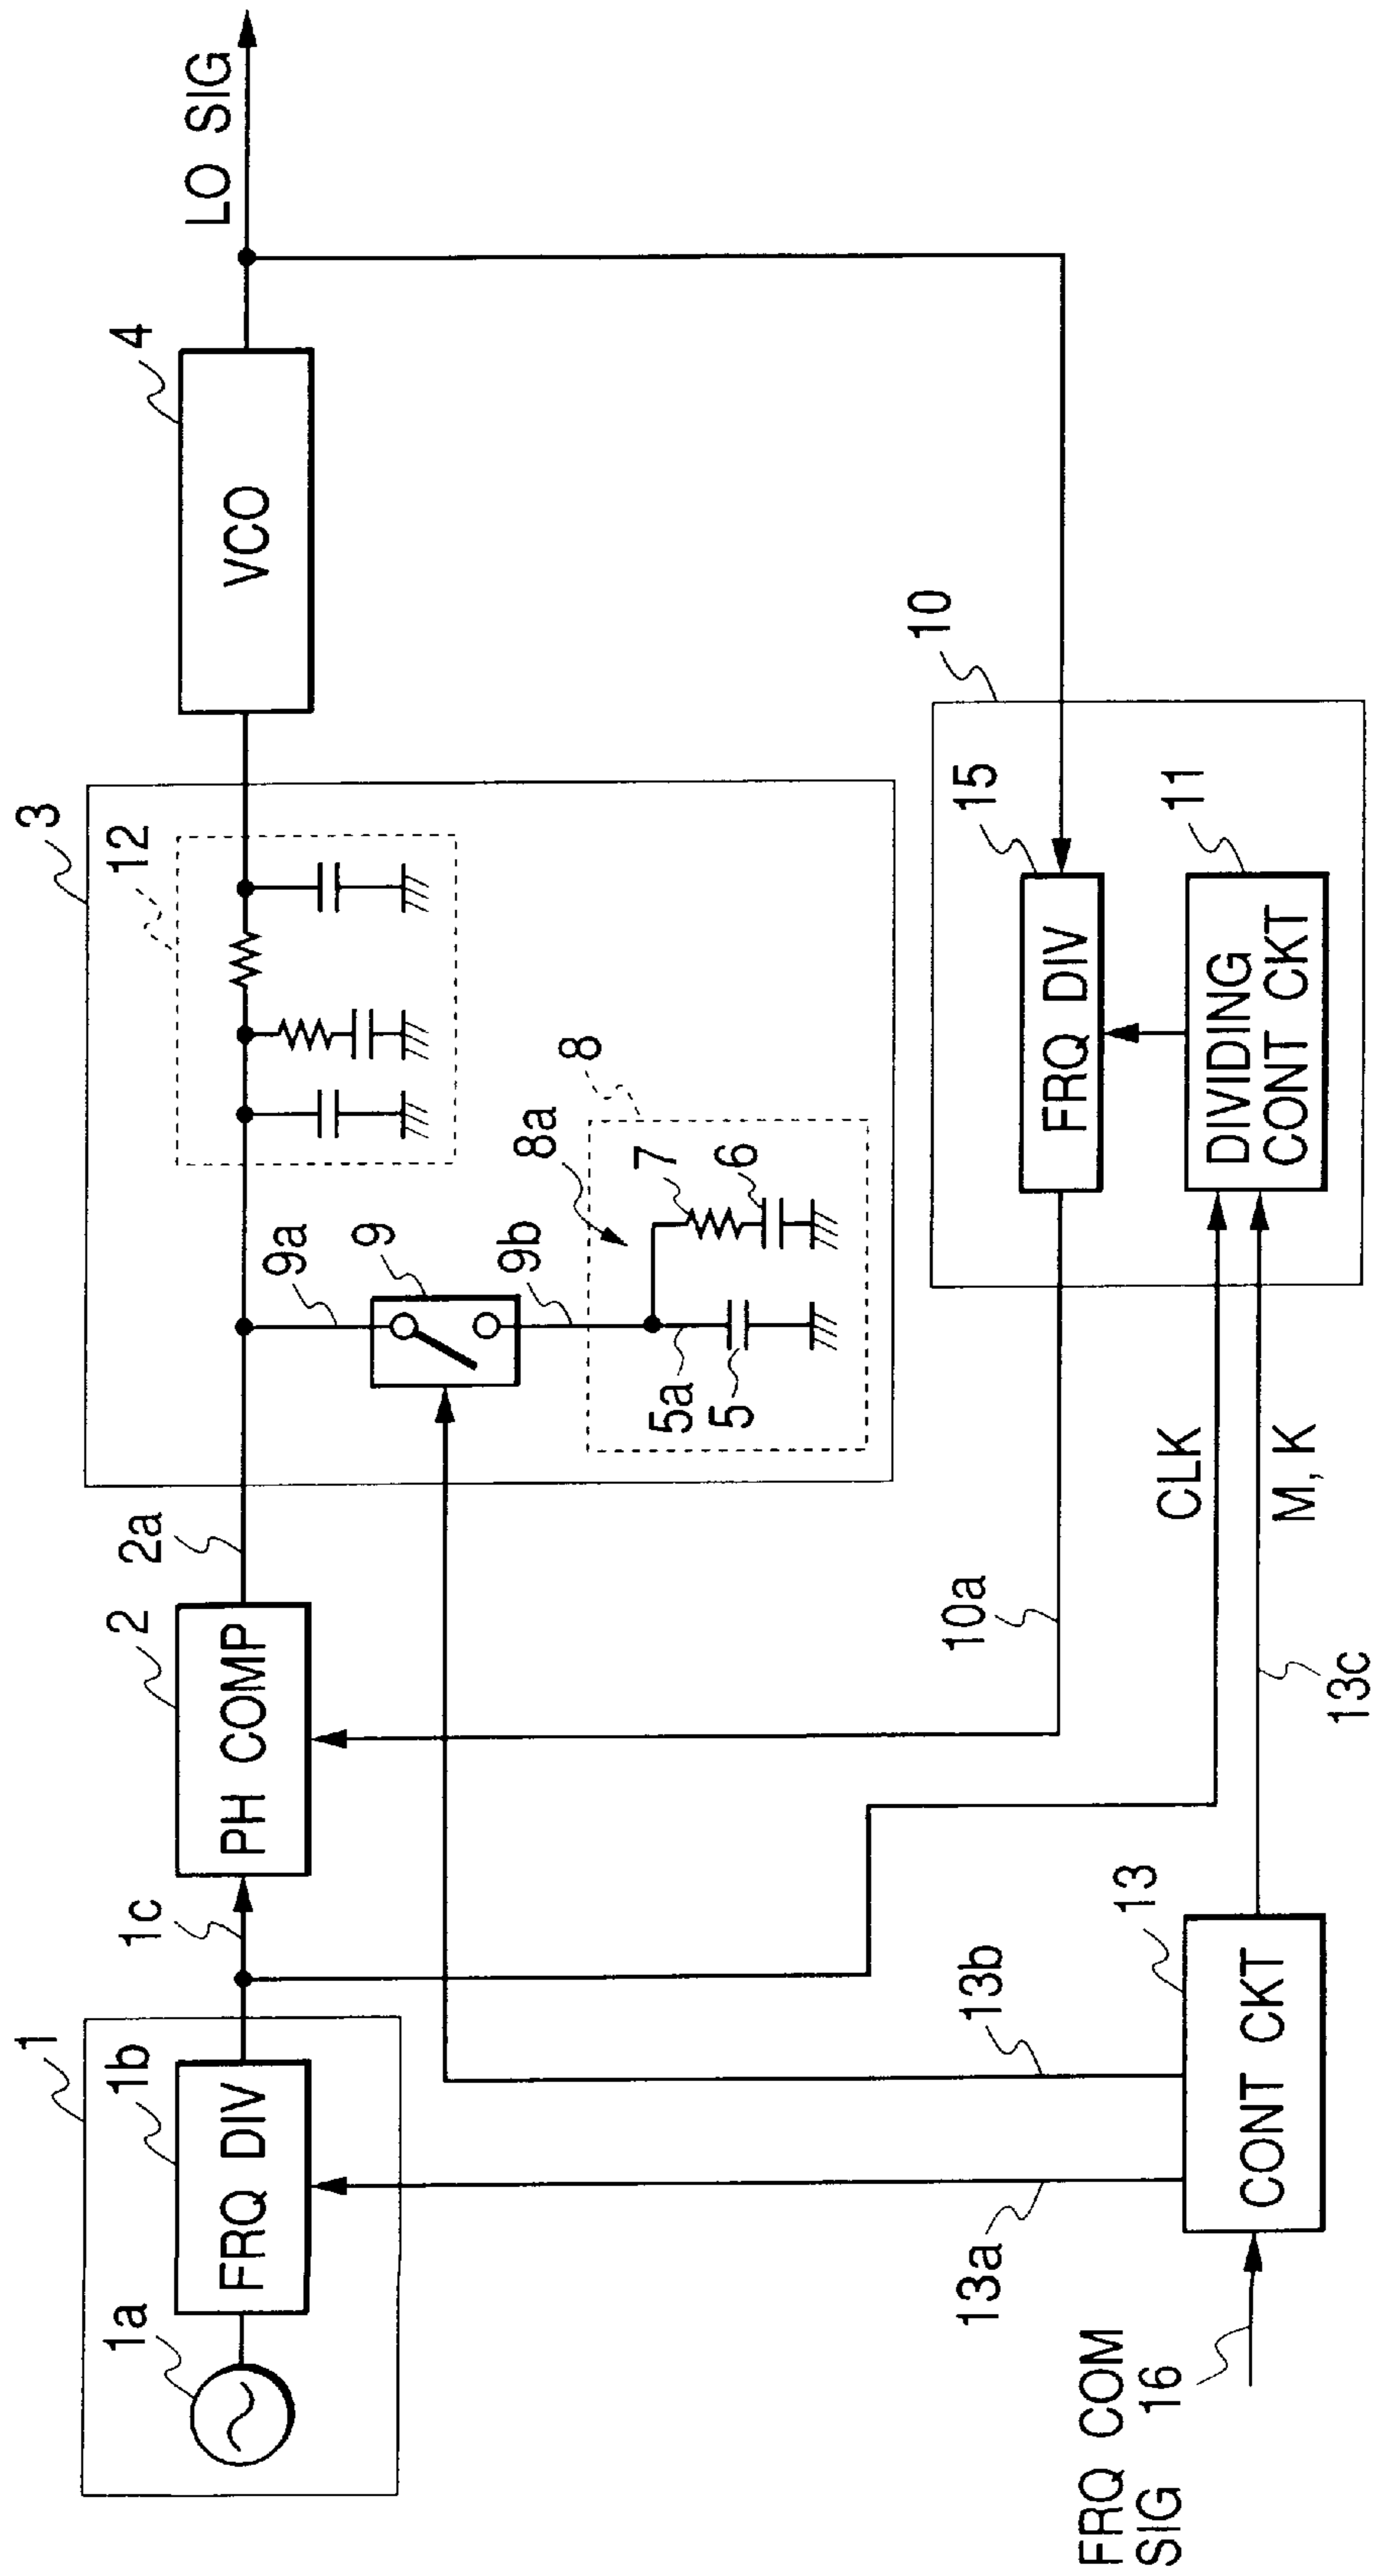 1
1a
1b
FRQ DIV
1c
2
PH COMP
2a
3
12
4
VCO
LO SIG
9a
9
9b
8a
8
5a
5
7
6
10
15
FRQ DIV
11
DIVIDING
CONT CKT
10a
CLK
M, K
13c
13b
13a
13
CONT CKT
FRQ COM
SIG 16